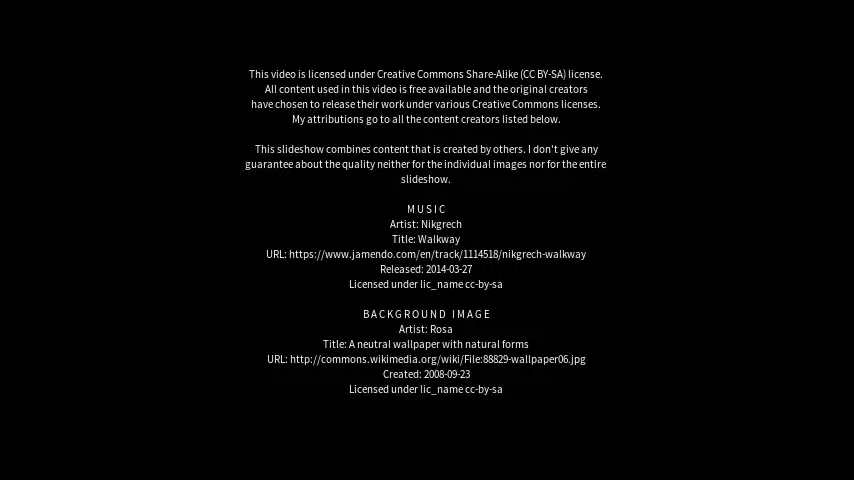 This video is licensed under Creative Commons Share-Alike (CC BY-SA) license.
All content used in this video is free available and the original creators
have chosen to release their work under various Creative Commons licenses.
My attributions go to all the content creators listed below.
This slideshow combines content that is created by others. I don't give any
guarantee about the quality neither for the individual images nor for the entire
slideshow.
MUSIC
Artist: Nikgrech
Title: Walkway
URL: https://www.jamendo.com/en/track/1114518/nikgrech-walkway
Released: 2014-03-27
Licensed under lic_name cc-by-sa
BACKGROUND IMAGE
Artist: Rosa
Title: A neutral wallpaper with natural forms
URL: http://commons.wikimedia.org/wiki/File:88829-wallpaper06.jpg
Created: 2008-09-23
Licensed under lic_name cc-by-sa